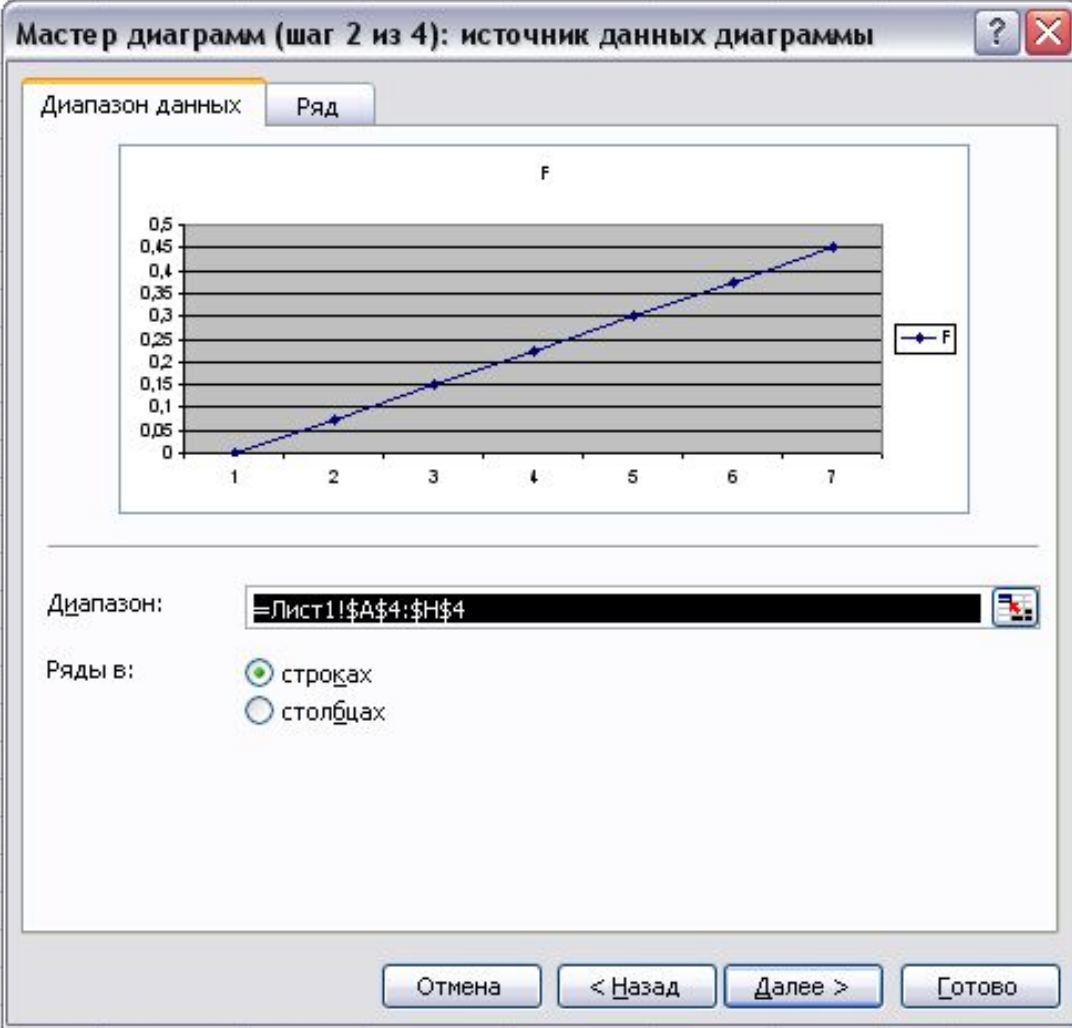 Мастер диаграмм (шаг 2 из 4): источник данных диаграммы
?
Диапазон данных
Ряд
F
0,5
0,45
0,4
0,35
0,3
0,25
0,2
0,15
0,1
0,05
0
1 2 3 4 5 6 7
F
Диапазон:
=Лист1!$A$4:$H$4
Ряды в:
строках
столбцах
Отмена
< Назад
Далее >
Готово